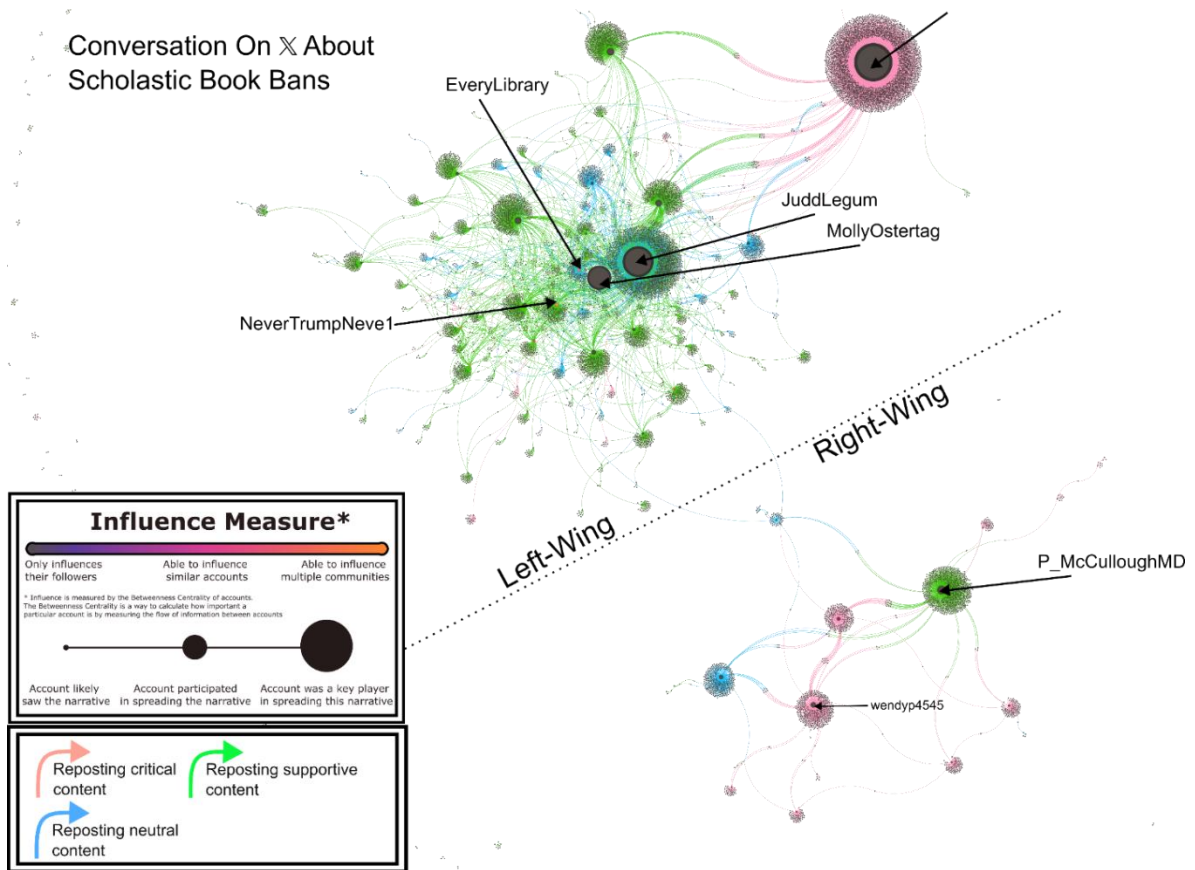 Conversation On 𝕏 About
Scholastic Book Bans
EveryLibrary
JuddLegum
MollyOstertag
NeverTrumpNeve1
Left-Wing
Right-Wing
P_McCulloughMD
wendyp4545
Influence Measure*
Only influences
their followers
Able to influence
similar accounts
Able to influence
multiple communities
* Influence is measured by the Betweenness Centrality of accounts.
The Betweenness Centrality is a way to calculate how important a
particular account is by measuring the flow of information between accounts
Account likely
saw the narrative
Account participated
in spreading the narrative
Account was a key player
in spreading this narrative
Reposting critical
content
Reposting supportive
content
Reposting neutral
content